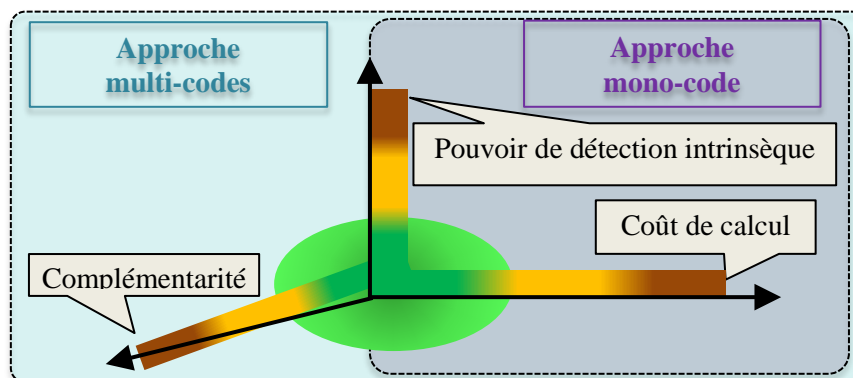 Approche
multi-codes
Approche
mono-code
Pouvoir de détection intrinsèque
Coût de calcul
Complémentarité